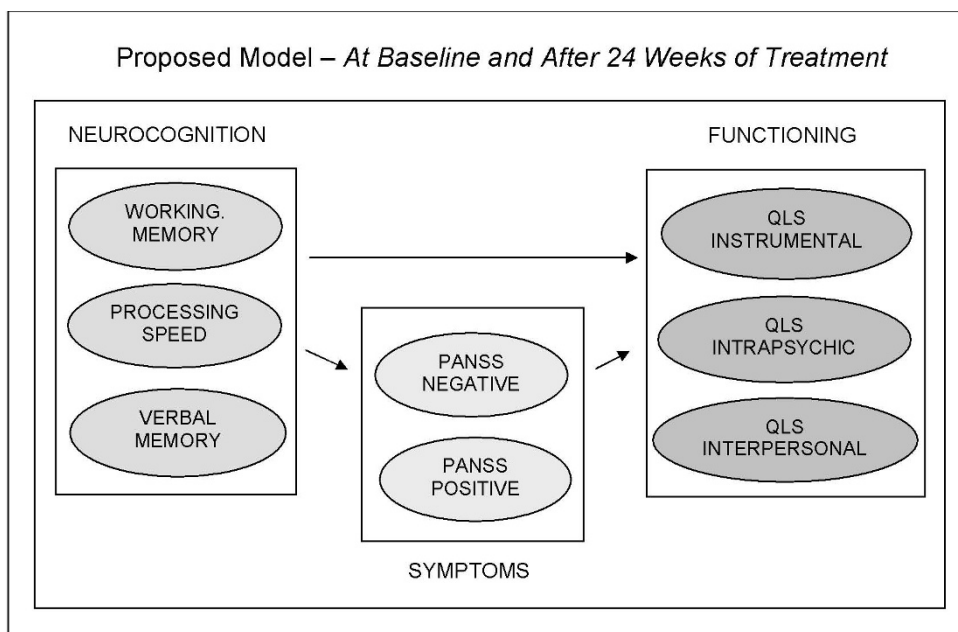 Proposed Model – At Baseline and After 24 Weeks of Treatment
NEUROCOGNITION
WORKING.
MEMORY
PROCESSING
SPEED
VERBAL
MEMORY
PANSS
NEGATIVE
PANSS
POSITIVE
SYMPTOMS
FUNCTIONING
QLS
INSTRUMENTAL
QLS
INTRAPSYCHIC
QLS
INTERPERSONAL